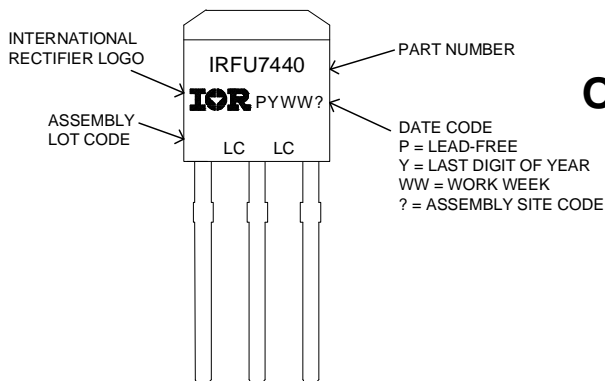 INTERNATIONAL
RECTIFIER LOGO
ASSEMBLY
LOT CODE
IRFU7440
IOR PYWW?
LC LC
PART NUMBER
DATE CODE
P = LEAD-FREE
Y = LAST DIGIT OF YEAR
WW = WORK WEEK
? = ASSEMBLY SITE CODE
C